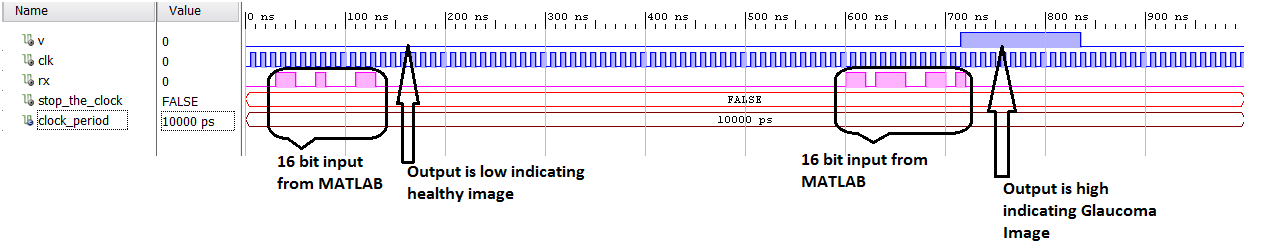 Name Value 0 ns 100 ns 200 ns 300 ns 400 ns 500 ns 600 ns 700 ns 800 ns 900 ns
v 0
clk 0
rx 0
stop_the_clock FALSE FALSE
clock_period 10000 ps 10000 ps
16 bit input
from MATLAB
Output is low indicating
healthy image
16 bit input from
MATLAB
Output is high
indicating Glaucoma
Image